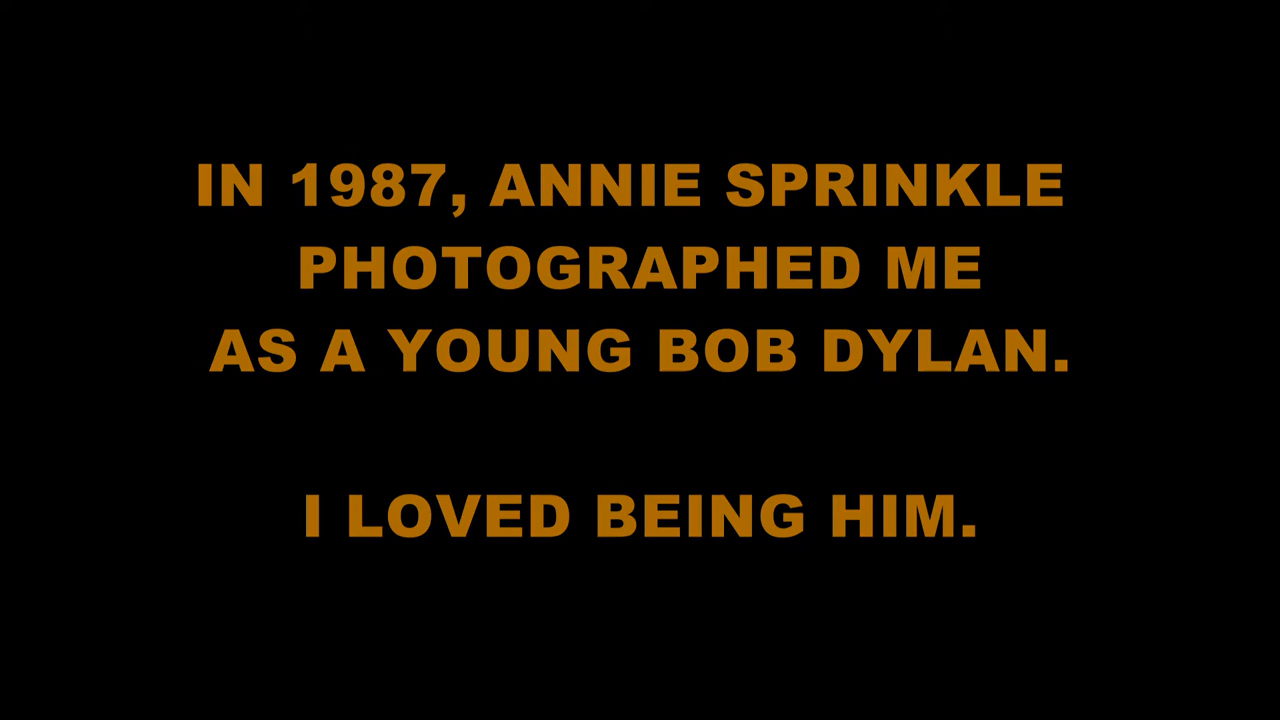 IN 1987, ANNIE SPRINKLE
PHOTOGRAPHED ME
AS A YOUNG BOB DYLAN.
I LOVED BEING HIM.